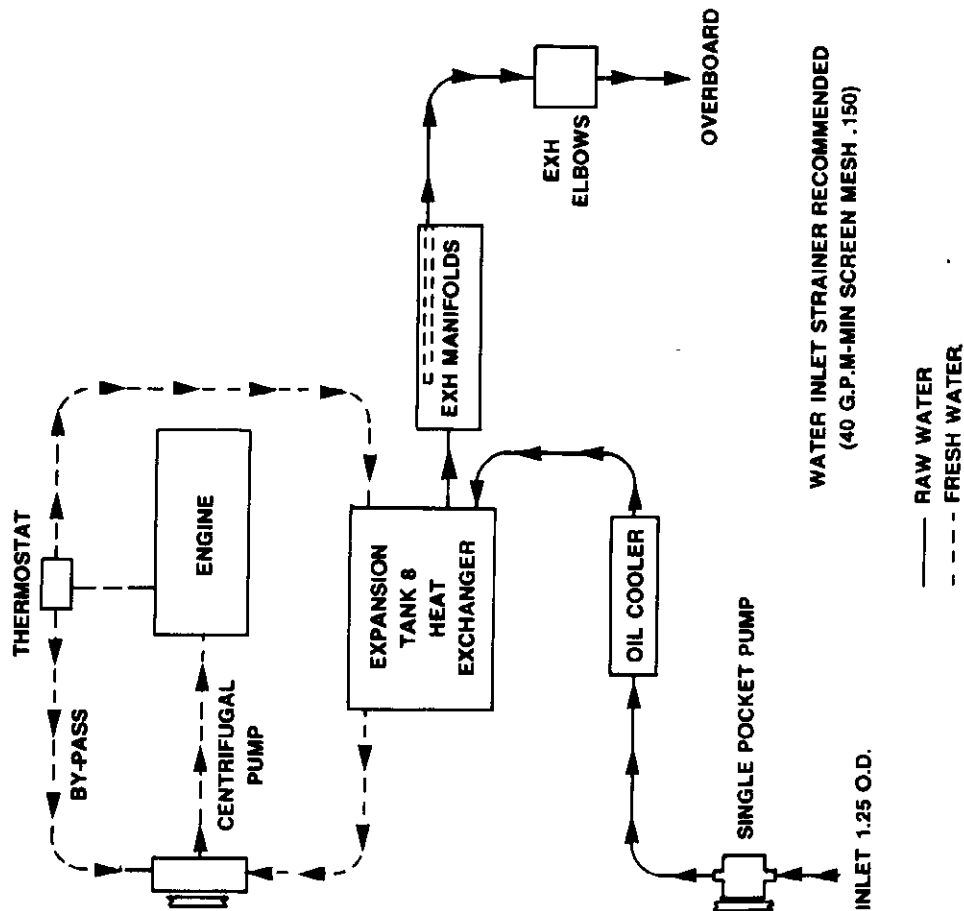 THERMOSTAT
BY-PASS
ENGINE
CENTRIFUGAL
PUMP
EXPANSION
TANK 8
HEAT
EXCHANGER
EXH MANIFOLDS
EXH
ELBOWS
OVERBOARD
OIL COOLER
SINGLE POCKET PUMP
INLET 1.25 O.D.
WATER INLET STRAINER RECOMMENDED
(40 G.P.M-MIN SCREEN MESH .150)
RAW WATER
FRESH WATER